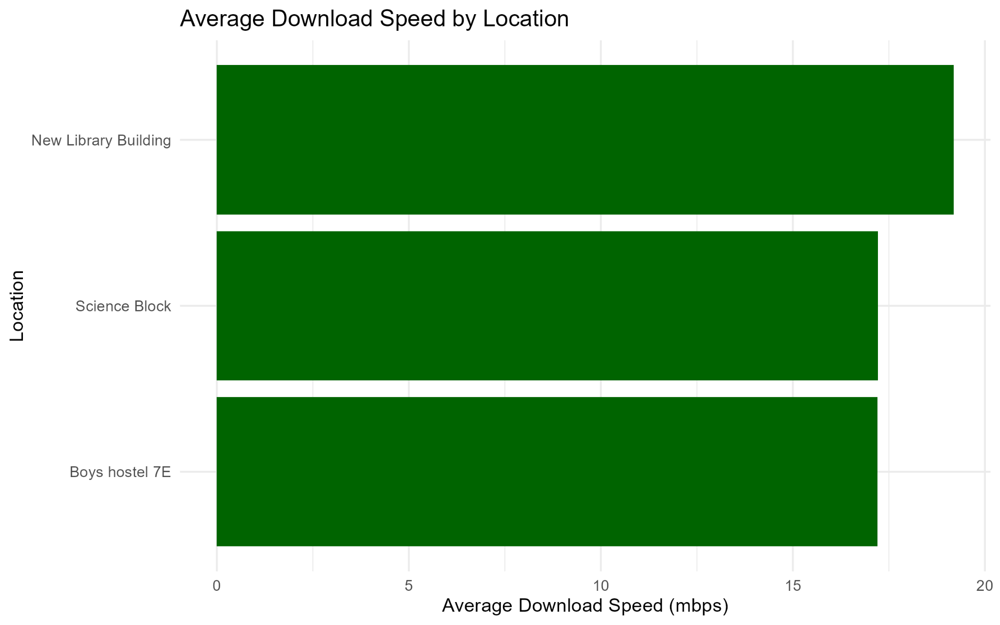 Average Download Speed by Location
New Library Building
Science Block
Boys hostel 7E
Location
0 5 10 15 20
Average Download Speed (mbps)